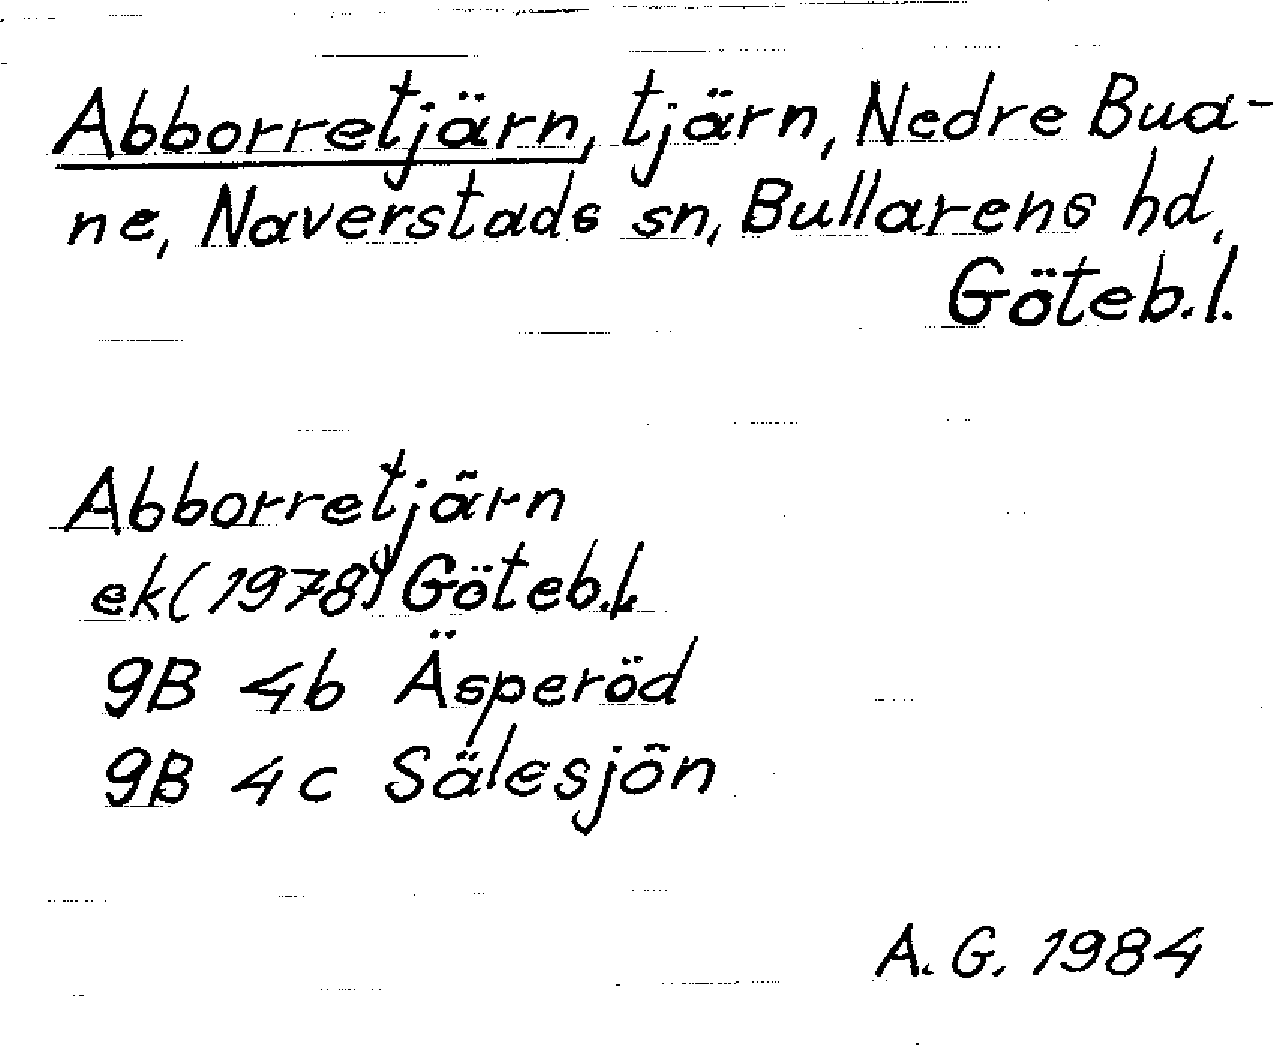 Abborretjärn, tjärn, Nedre Bua-
ne, Naverstads sn, Bullarens hd,
Göteb.l.
Abborretjärn
ek (1978) Göteb.l.
9B 4b Äsperöd
9B 4c Sälesjön
A.G. 1984